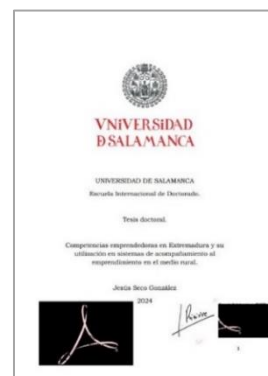 VNiVERSiDAD
D SALAMANCA
UNIVERSIDAD DE SALAMANCA
Escuela Internacional de Doctorado.
Tesis doctoral.
Competencias emprendedoras en Extremadura y su
utilización en sistemas de acompañamiento al
emprendimiento en el medio rural.
Jesús Seco González
2024
1